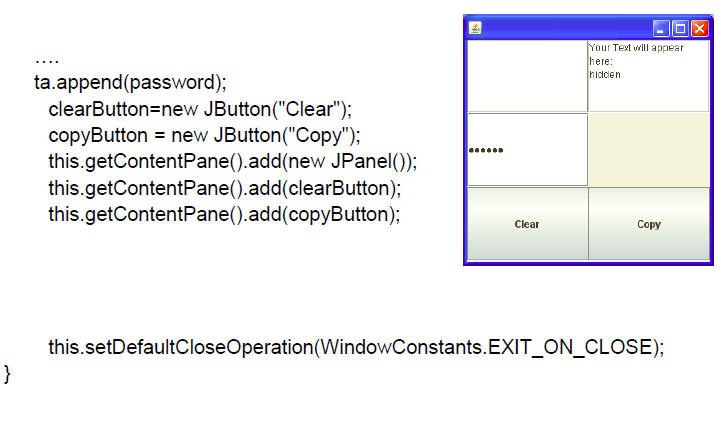 ....
ta.append(password);
clearButton=new JButton("Clear");
copyButton = new JButton("Copy");
this.getContentPane().add(new JPanel());
this.getContentPane().add(clearButton);
this.getContentPane().add(copyButton);
this.setDefaultCloseOperation(WindowConstants.EXIT_ON_CLOSE);
}
Your Text will appear
here:
hidden
••••••
Clear
Copy